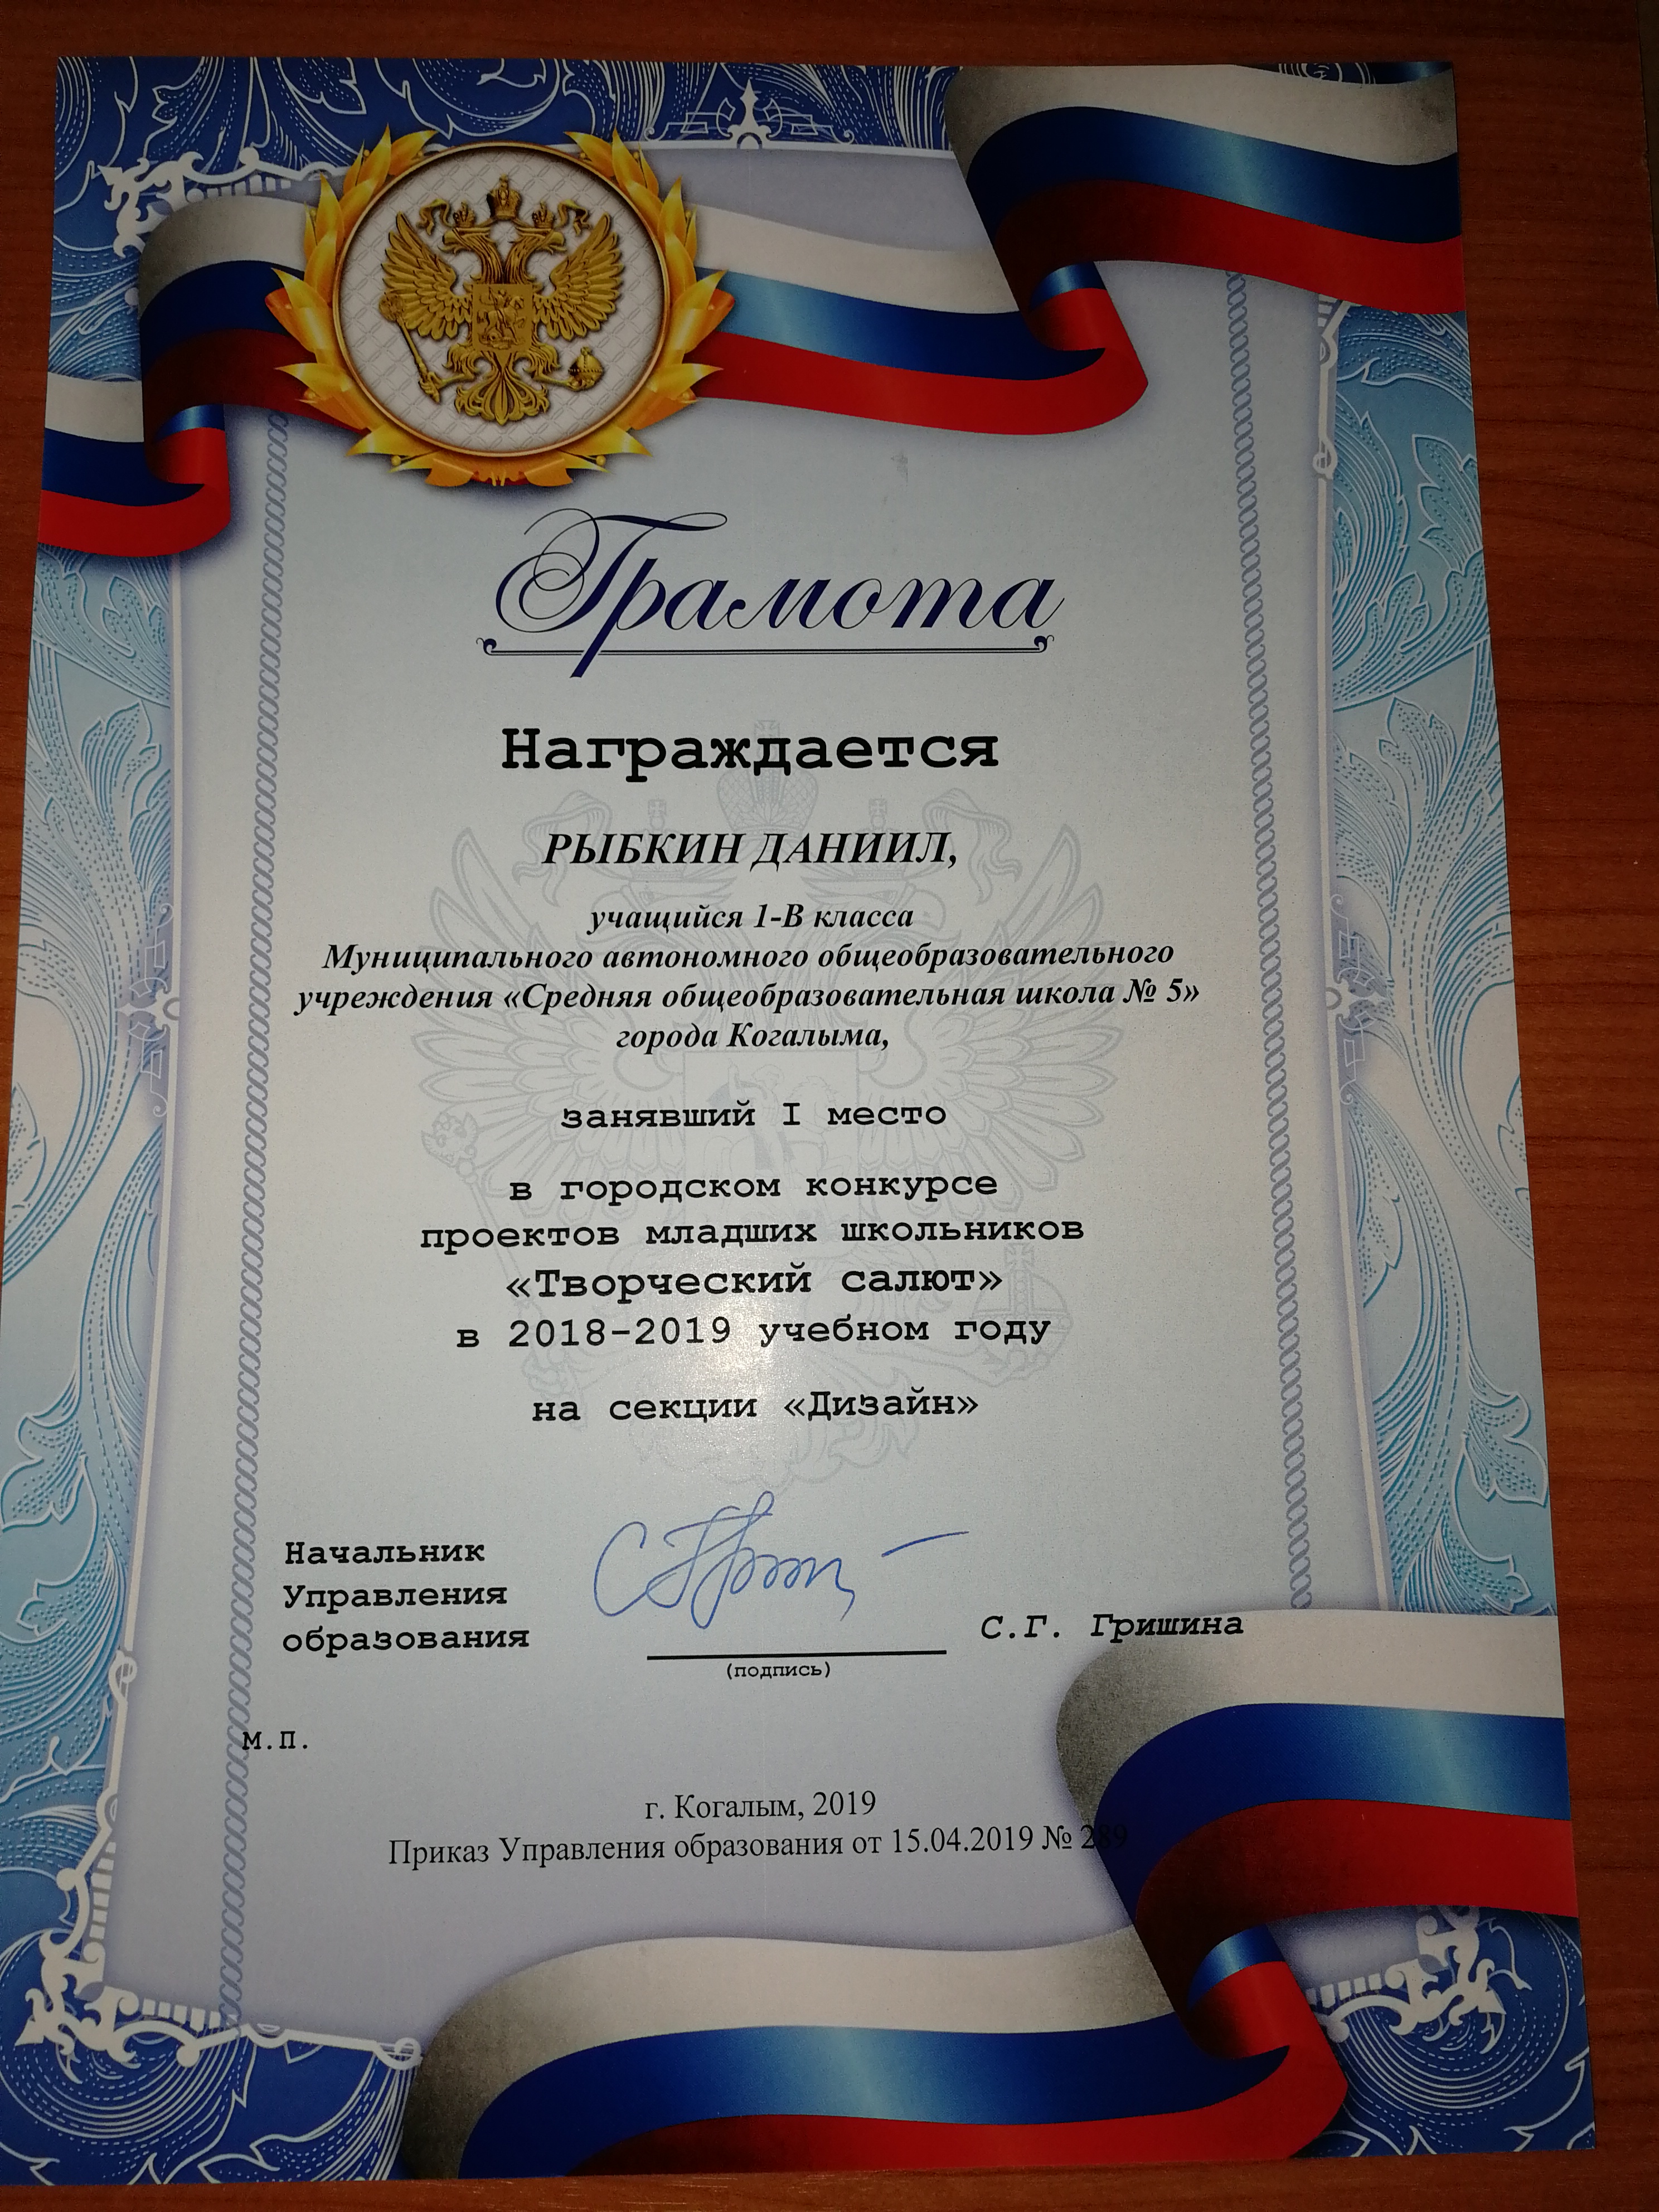 Грамота
Награждается
РЫБКИН ДАНИИЛ,
учащийся 1-В класса
Муниципального автономного общеобразовательного
учреждения «Средняя общеобразовательная школа № 5»
города Когалыма,
занявший I место
в городском конкурсе
проектов младших школьников
«Творческий салют»
в 2018-2019 учебном году
на секции «Дизайн»
Начальник
Управления
образования
С.Г. Гришина
(подпись)
м.п.
г. Когалым, 2019
Приказ Управления образования от 15.04.2019 № 289